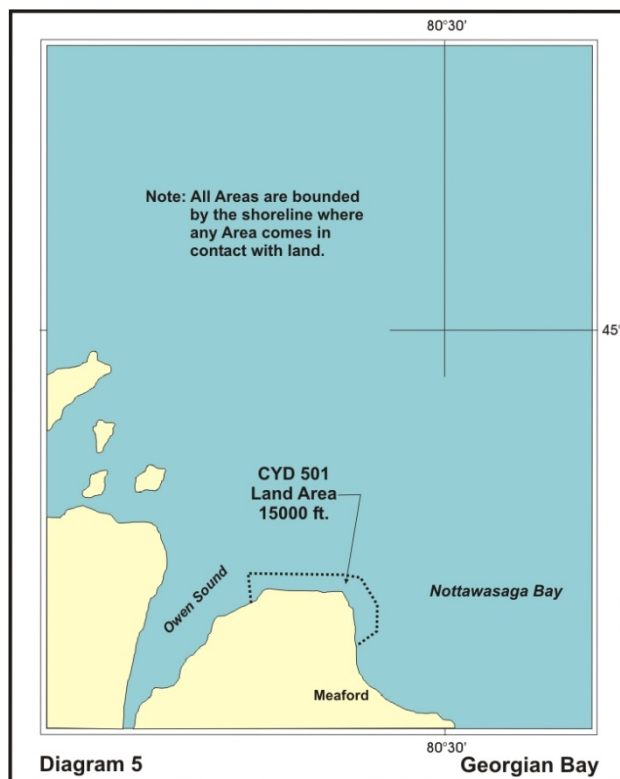 80°30'
Note: All Areas are bounded
by the shoreline where
any Area comes in
contact with land.
45°
CYD 501
Land Area
15000 ft.
Owen Sound
Nottawasaga Bay
Meaford
80°30'
Diagram 5
Georgian Bay